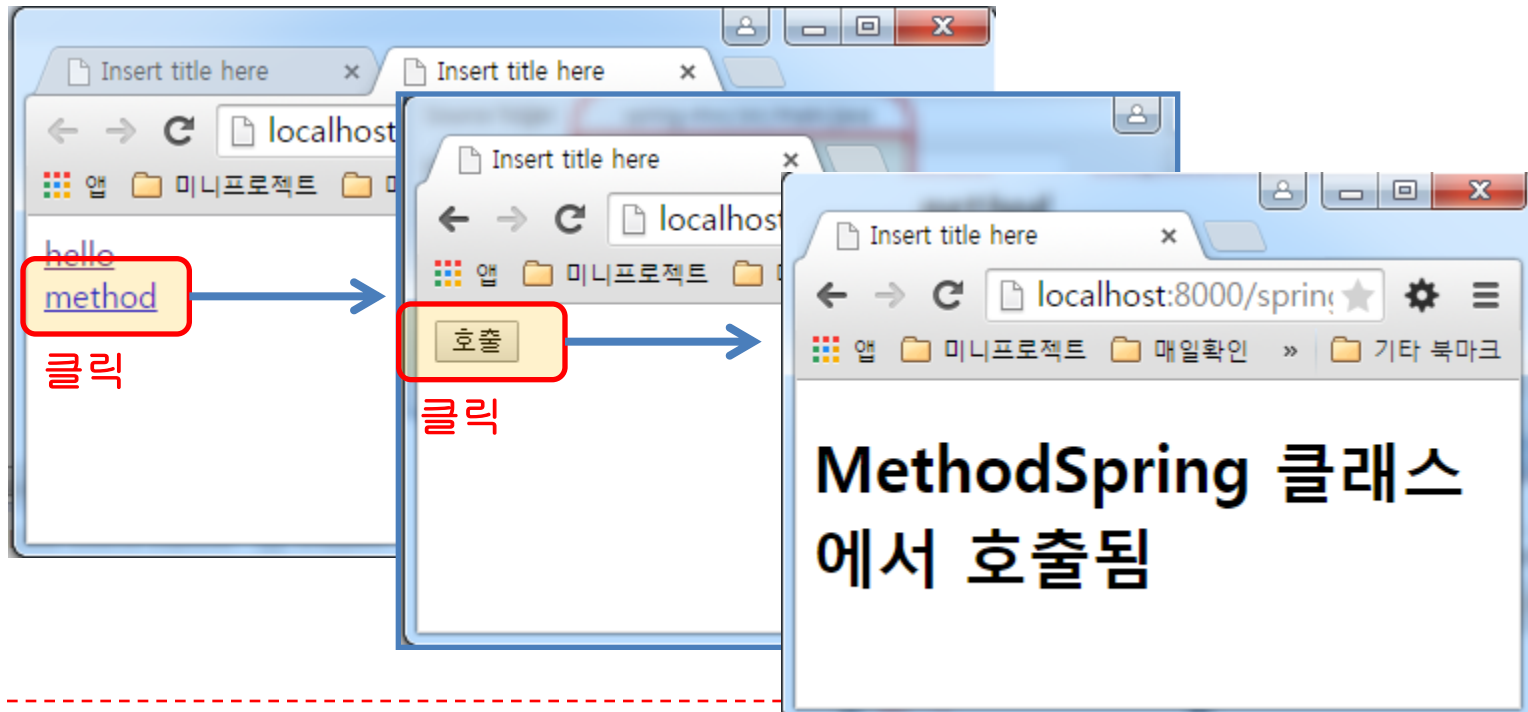 Insert title here
Insert title here
localhost
앱 미니프로젝트
hello
method
클릭
Insert title here
localhost
앱 미니프로젝트
호출
클릭
Insert title here
localhost:8000/spring
앱 미니프로젝트 매일확인 » 기타 북마크
MethodSpring 클래스
에서 호출됨